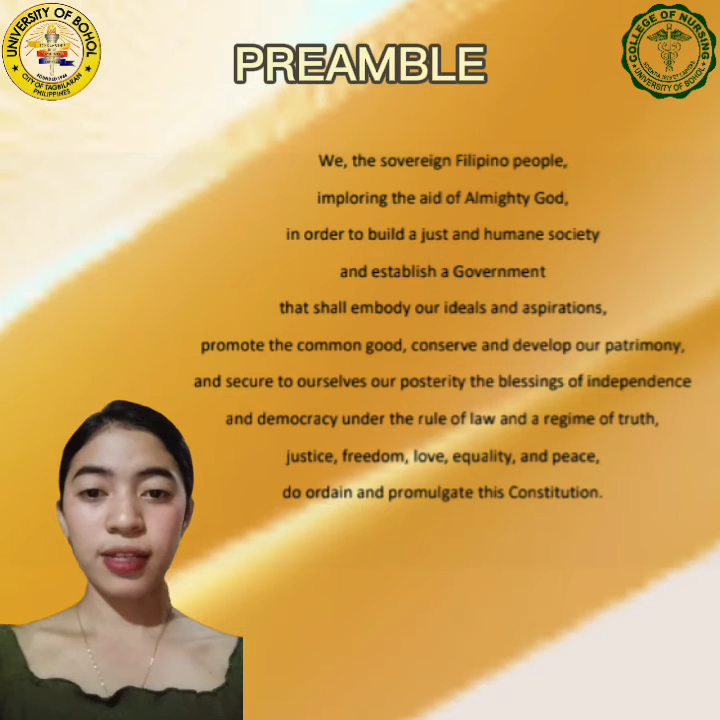 UNIVERSITY OF BOHOL
CITY OF TAGBILARAN
PHILIPPINES
PREAMBLE
COLLEGE OF NURSING
UNIVERSITY OF BOHOL
We, the sovereign Filipino people,
imploring the aid of Almighty God,
in order to build a just and humane society
and establish a Government
that shall embody our ideals and aspirations,
promote the common good, conserve and develop our patrimony,
and secure to ourselves our posterity the blessings of independence
and democracy under the rule of law and a regime of truth,
justice, freedom, love, equality, and peace,
do ordain and promulgate this Constitution.